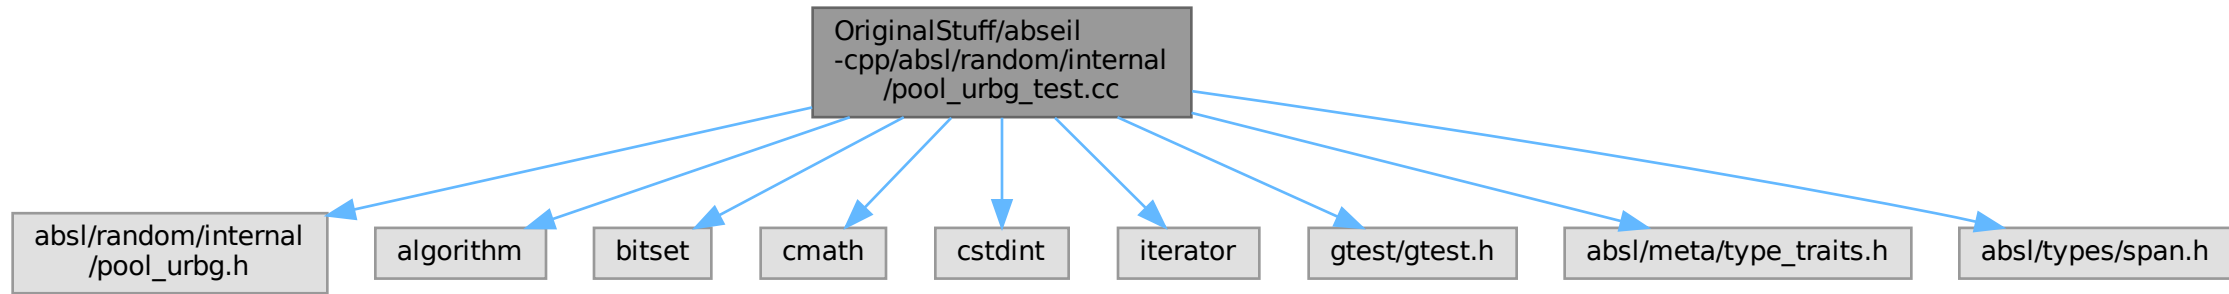 OriginalStuff/abseil
-cpp/absl/random/internal
/pool_urbg_test.cc
absl/random/internal
/pool_urbg.h
algorithm
bitset
cmath
cstdint
iterator
gtest/gtest.h
absl/meta/type_traits.h
absl/types/span.h